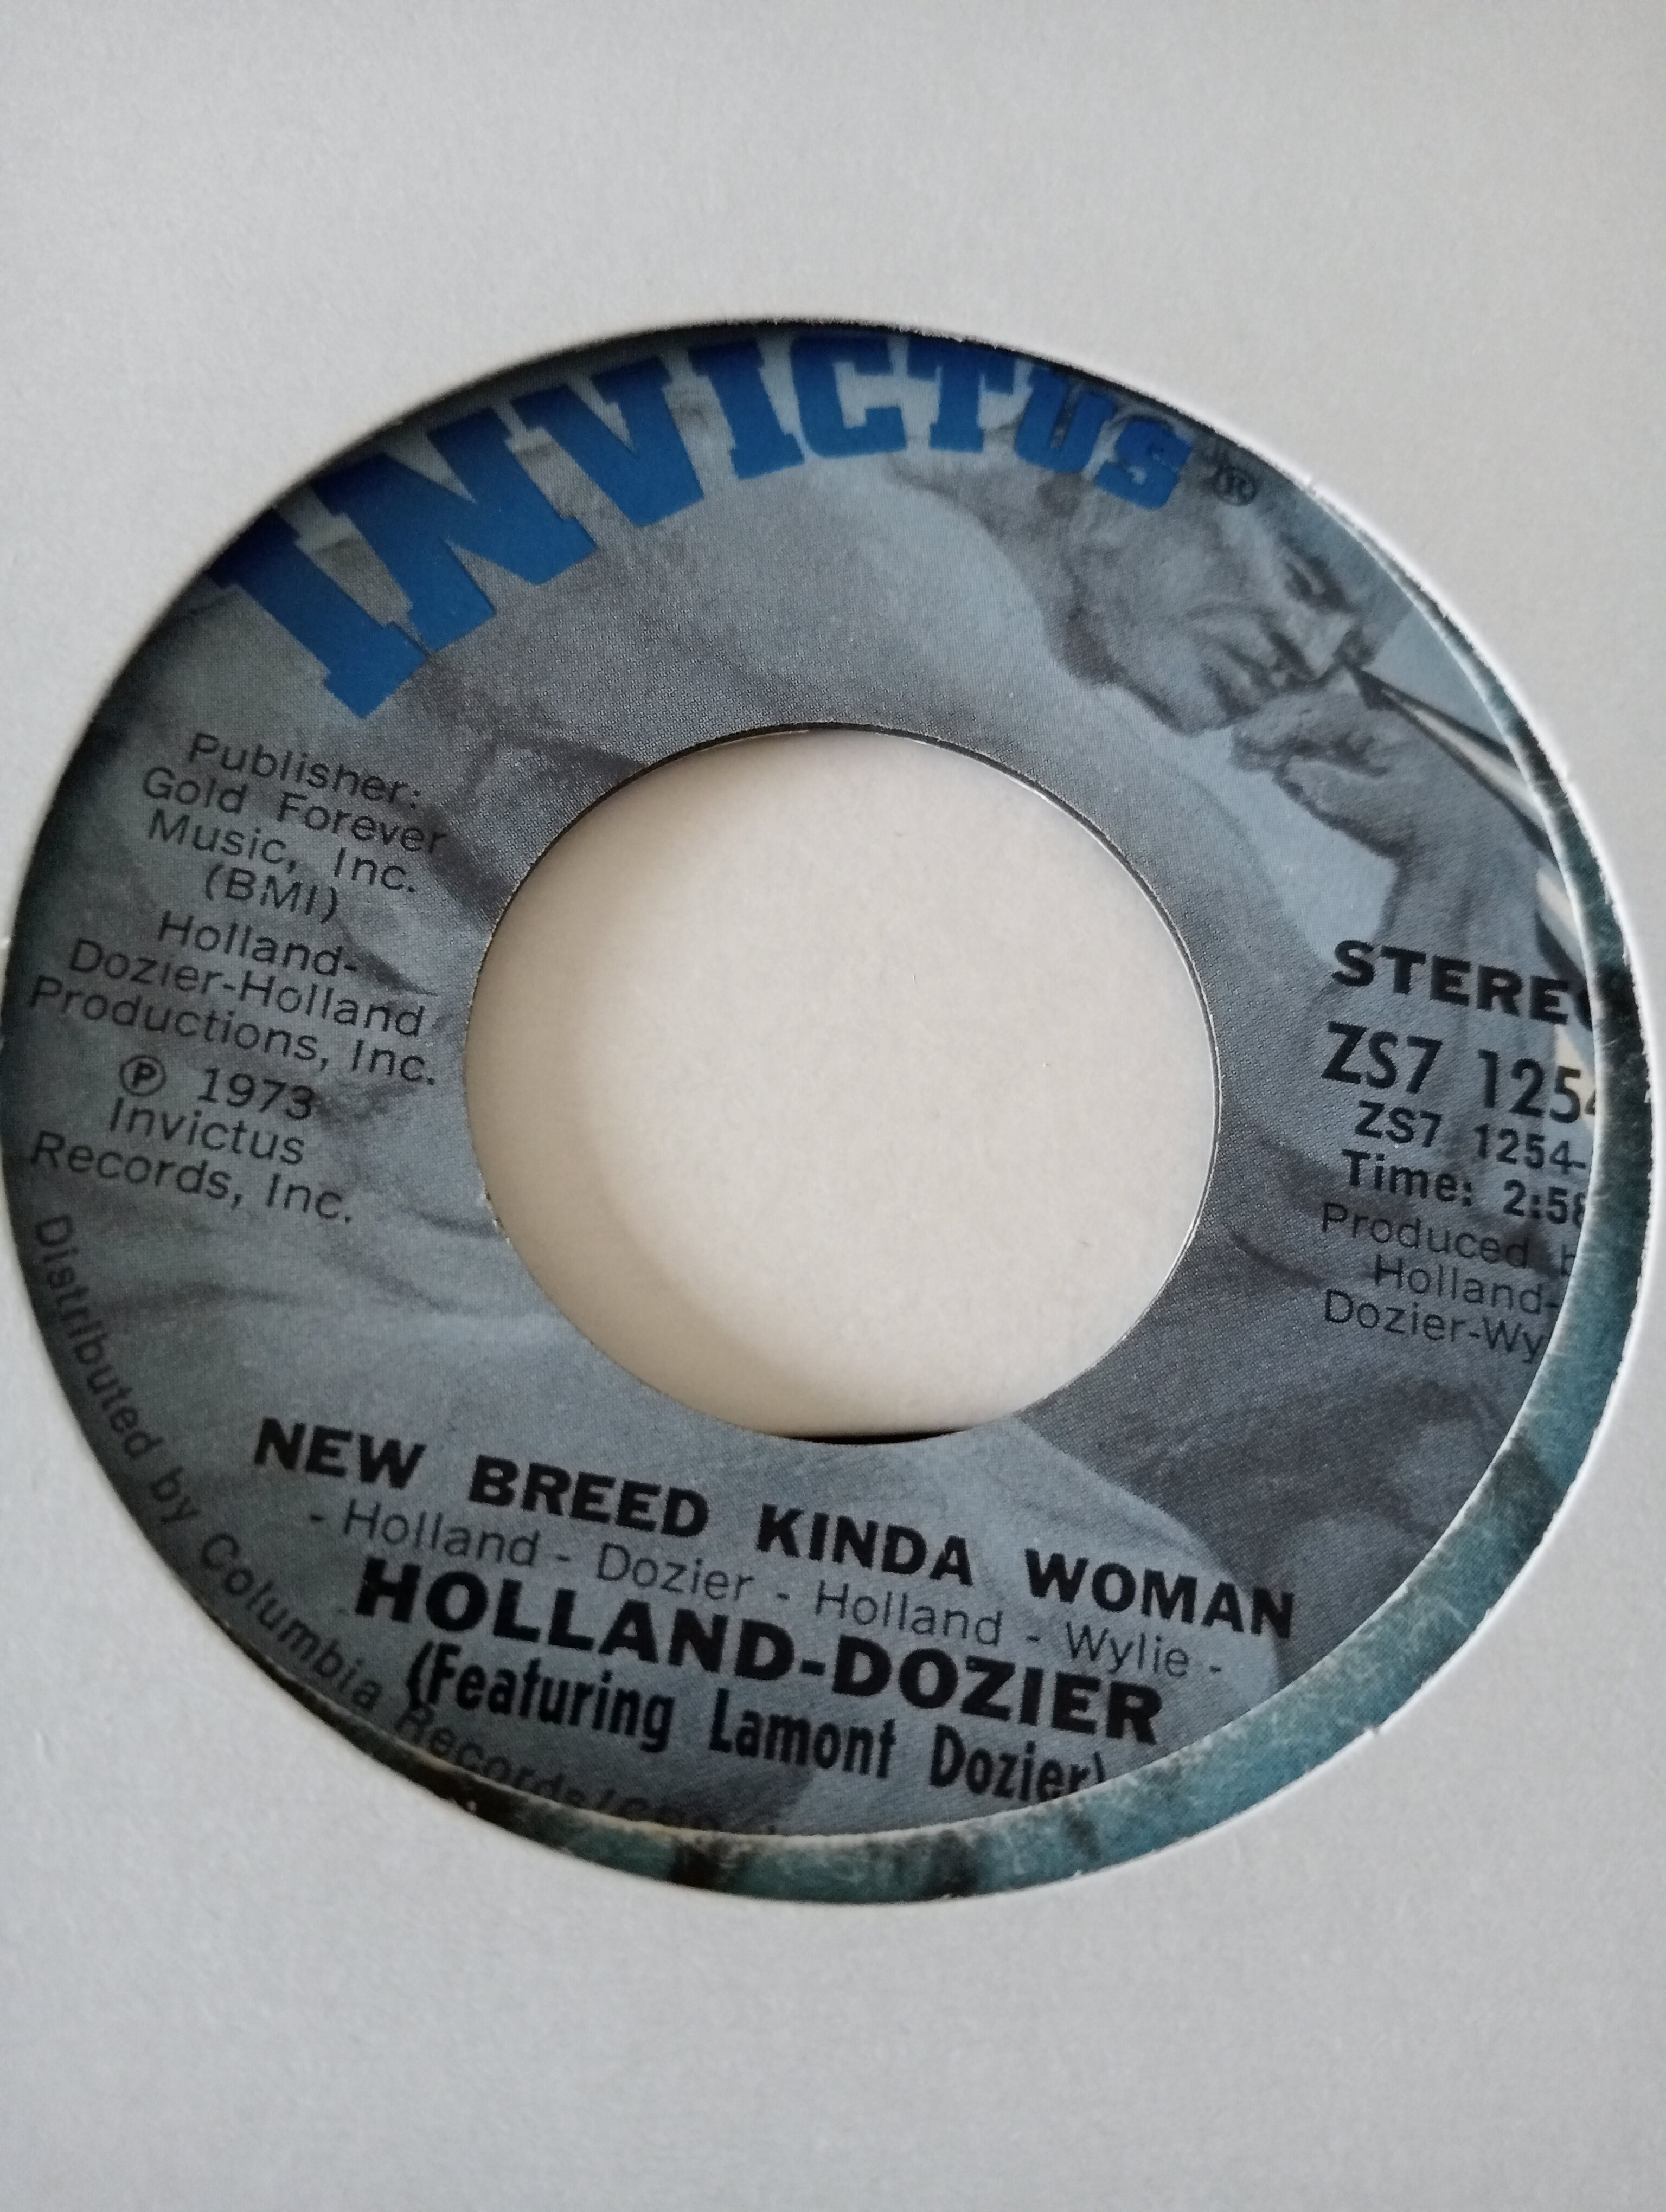 INVICTUS ®
Publisher:
Gold Forever
Music, Inc.
(BMI)
Holland-
Dozier-Holland
Productions, Inc.
Ⓟ 1973
Invictus
Records, Inc.
STEREO
ZS7 1254
ZS7 1254-
Time: 2:58
Produced b
Holland-
Dozier-Wy
NEW BREED KINDA WOMAN
- Holland - Dozier - Holland - Wylie -
HOLLAND-DOZIER
(Featuring Lamont Dozier)
Distributed by Columbia Records/